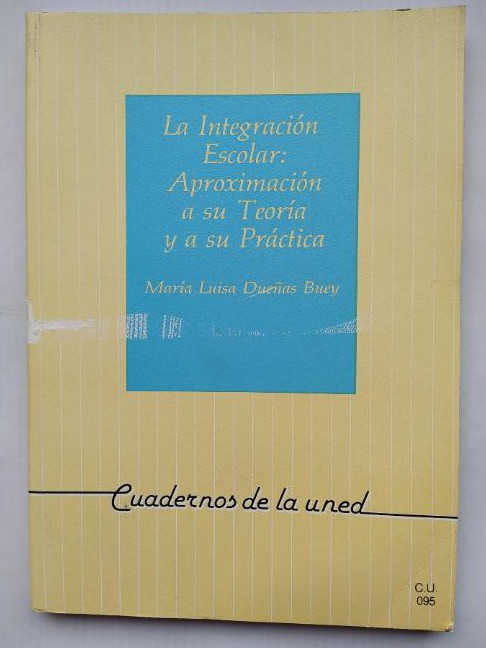 La Integración
Escolar:
Aproximación
a su Teoría
y a su Práctica
María Luisa Dueñas Buey
Cuadernos de la uned
C.U.
095